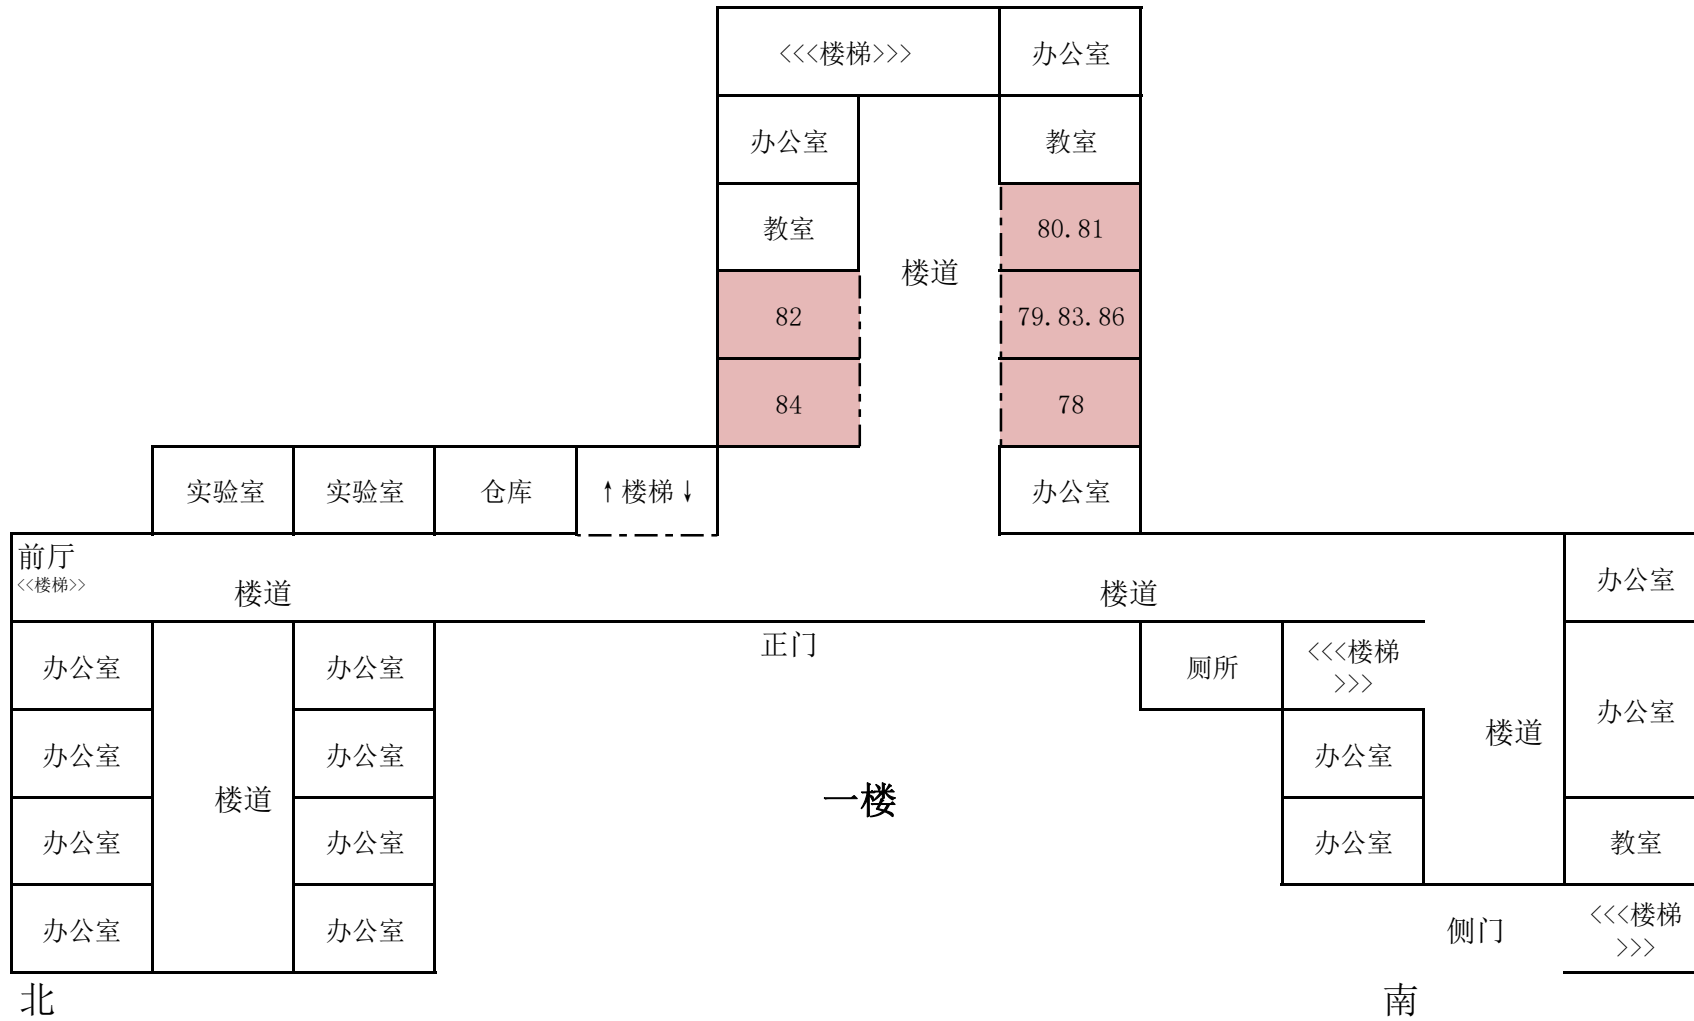 <<<楼梯>>>
办公室
办公室
教室
教室
80.81
楼道
82
79.83.86
84
78
实验室
实验室
仓库
↑楼梯↓
办公室
前厅
<<楼梯>>
楼道
楼道
办公室
正门
办公室
办公室
厕所
<<<楼梯
>>>
办公室
楼道
办公室
办公室
办公室
楼道
一楼
办公室
办公室
办公室
教室
办公室
办公室
侧门
<<<楼梯
>>>
北
南